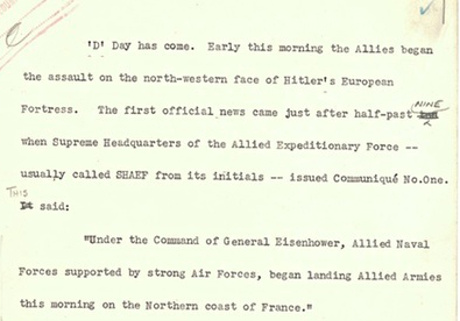 'D' Day has come. Early this morning the Allies began
the assault on the north-western face of Hitler's European
Fortress. The first official news came just after half-past NINE
when Supreme Headquarters of the Allied Expeditionary Force --
usually called SHAEF from its initials -- issued Communiqué No.One.
THIS
It said:
"Under the Command of General Eisenhower, Allied Naval
Forces supported by strong Air Forces, began landing Allied Armies
this morning on the Northern coast of France."